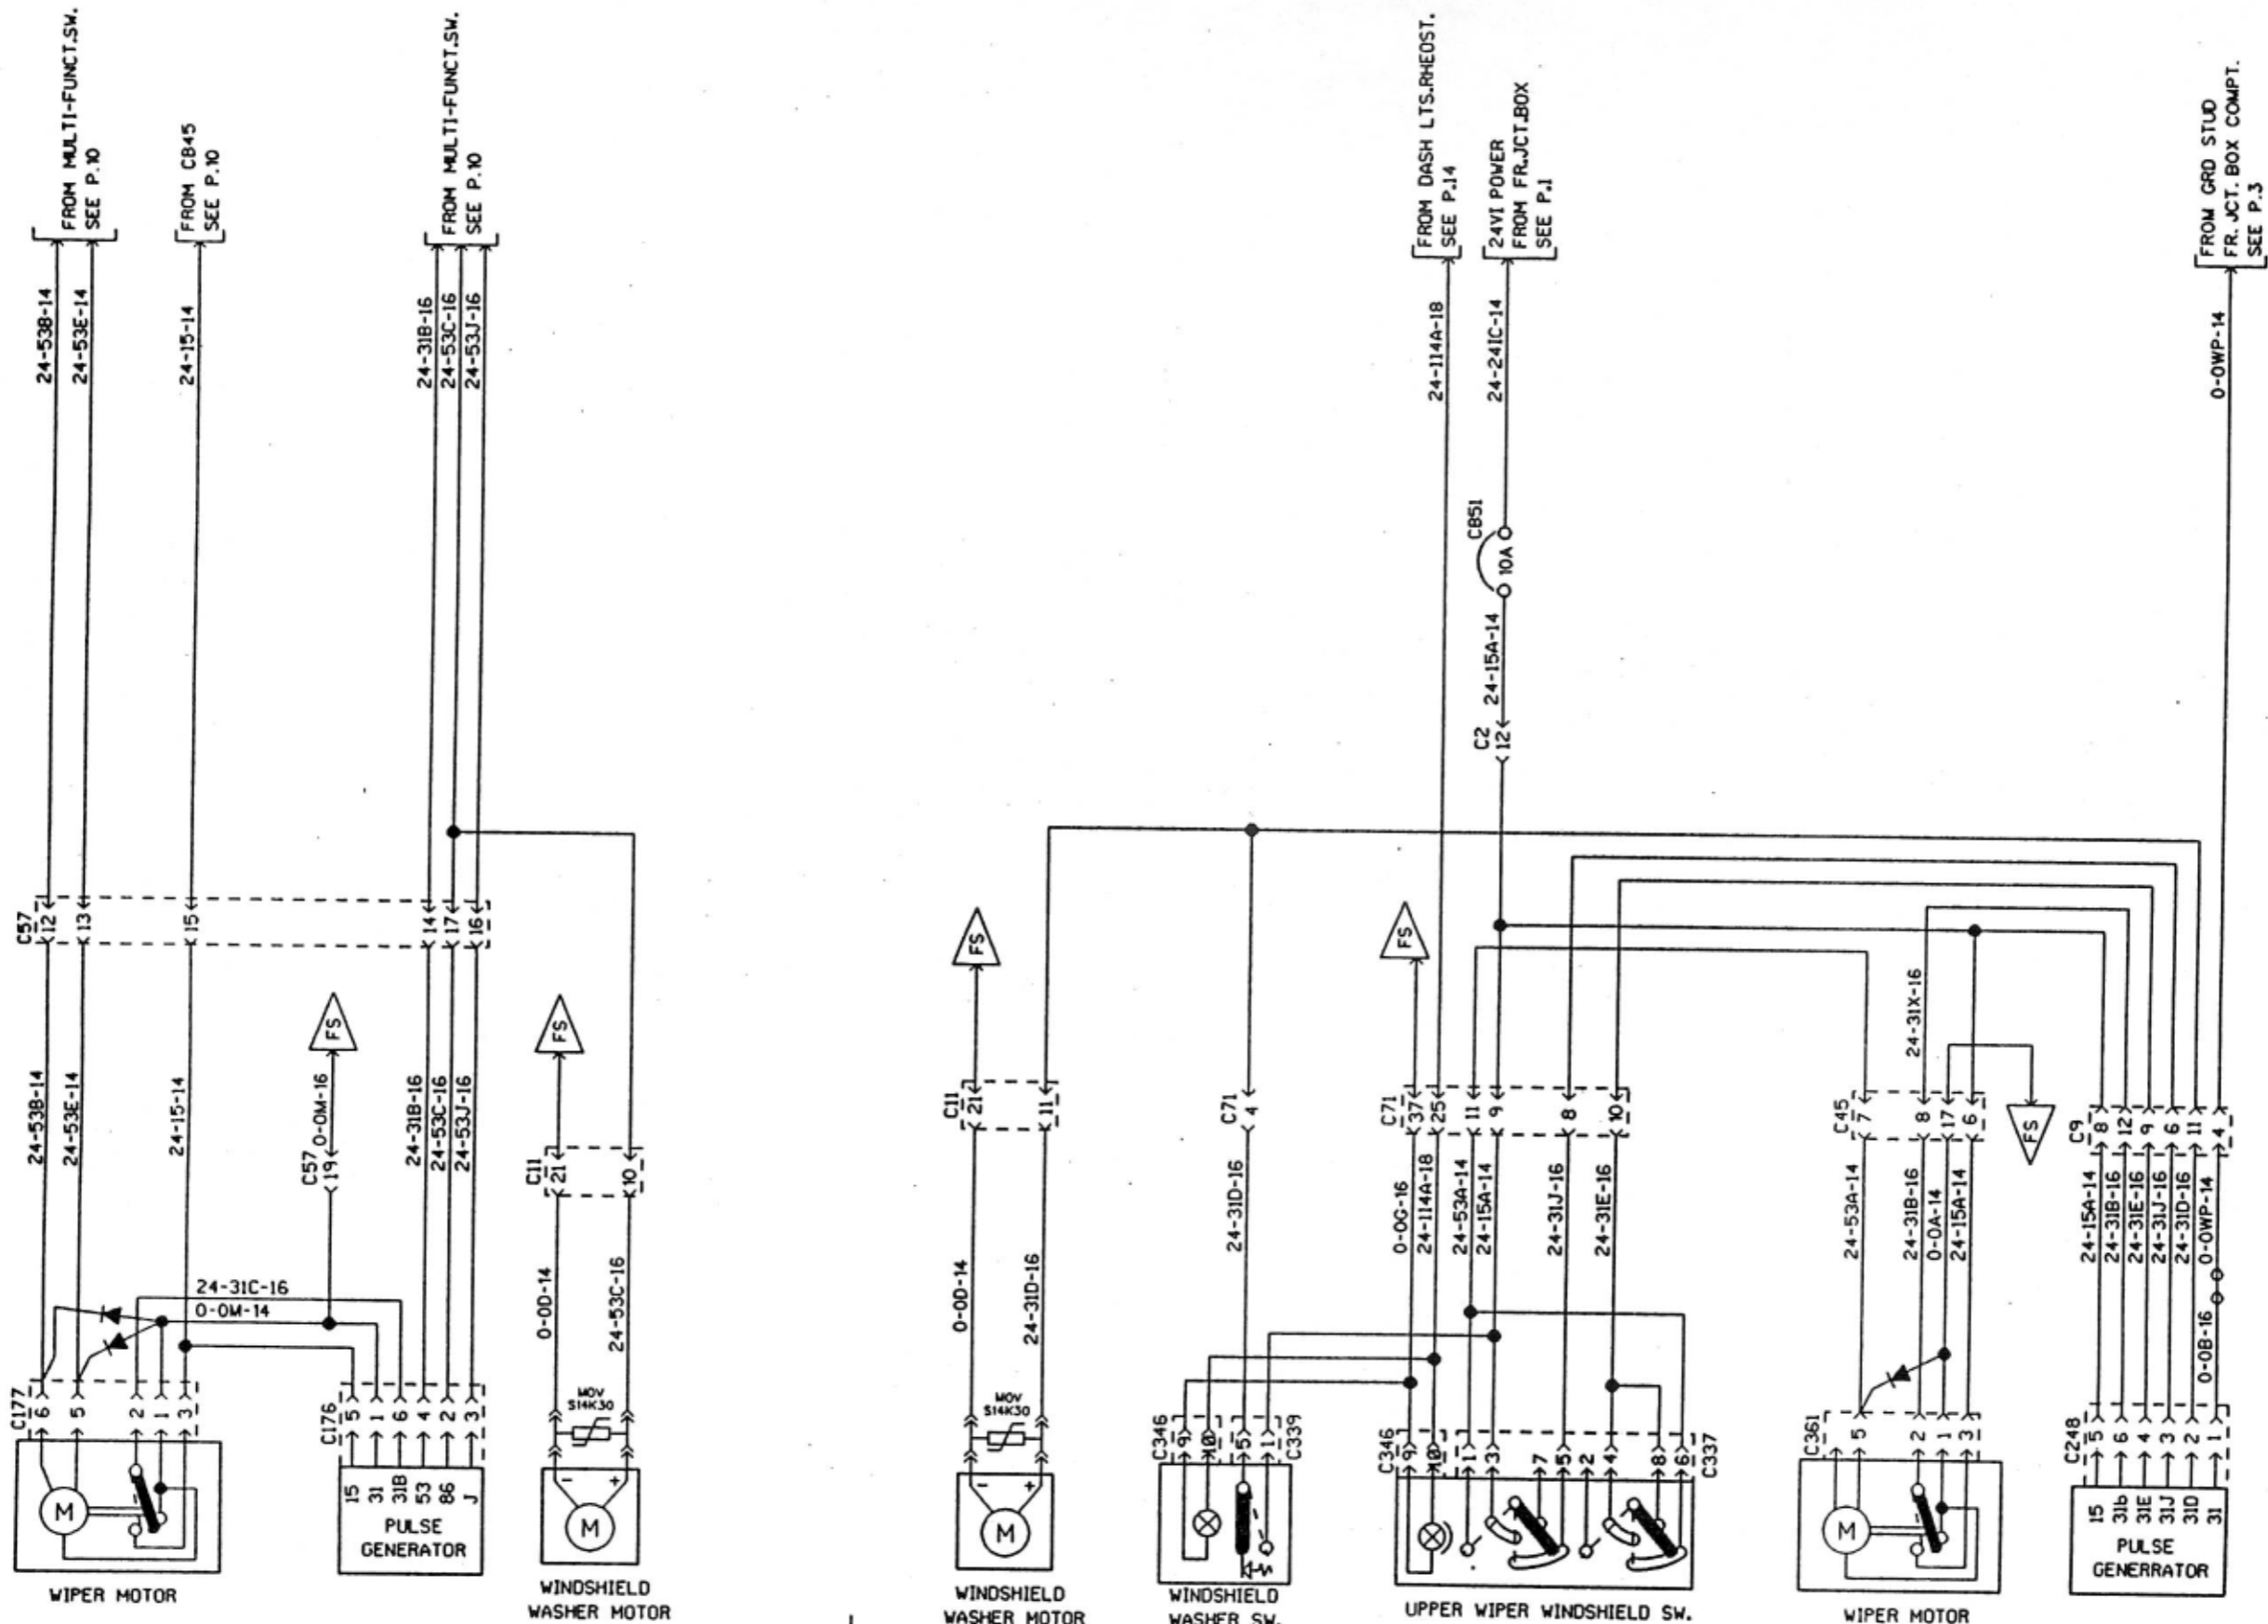 FROM MULTI-FUNCT.SW.
SEE P.10
FROM CB45
SEE P.10
FROM MULTI-FUNCT.SW.
SEE P.10
FROM DASH LTS.RHEOST.
SEE P.14
24VI POWER
FROM FR.JCT.BOX
SEE P.1
FROM GRD STUD
FR. JCT. BOX COMPT.
SEE P.3
24-53B-14
24-53E-14
24-15-14
24-31B-16
24-53C-16
24-53J-16
24-114A-18
24-24IC-14
0-0WP-14
CB51
10A
24-15A-14
C2
12
C57
12
13
15
14
17
16
FS
FS
FS
FS
24-31X-16
FS
24-53B-14
24-53E-14
24-15-14
0-0M-16
C57
19
24-31B-16
24-53C-16
24-53J-16
C11
21
10
C11
21
11
C71
4
C71
37
25
11
9
8
10
C45
7
8
17
6
C9
8
12
9
6
11
4
24-31C-16
0-0M-14
0-0D-14
24-53C-16
0-0D-14
24-31D-16
24-31D-16
0-0G-16
24-114A-18
24-53A-14
24-15A-14
24-31J-16
24-31E-16
24-53A-14
24-31B-16
0-0A-14
24-15A-14
24-15A-14
24-31B-16
24-31E-16
24-31J-16
24-31D-16
0-0WP-14
0-0B-16
C177
6
5
2
1
3
C176
5
1
6
4
2
3
MOV
S14K30
MOV
S14K30
C346
9
10
5
1
C339
C346
9
10
1
3
7
5
2
4
8
6
C337
C361
5
2
1
3
C248
5
6
4
3
2
1
M
15
31
31B
53
86
J
PULSE
GENERATOR
-
+
M
-
+
M
M
15
31b
31E
31J
31D
31
PULSE
GENERRATOR
WIPER MOTOR
WINDSHIELD
WASHER MOTOR
WINDSHIELD
WASHER MOTOR
WINDSHIELD
WASHER SW.
UPPER WIPER WINDSHIELD SW.
WIPER MOTOR